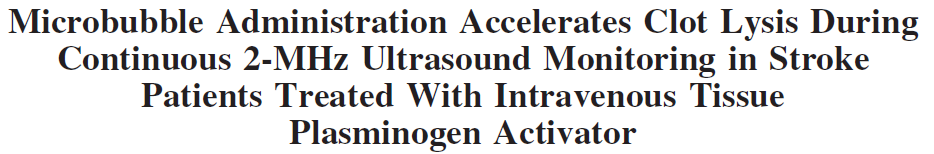 Microbubble Administration Accelerates Clot Lysis During
Continuous 2-MHz Ultrasound Monitoring in Stroke
Patients Treated With Intravenous Tissue
Plasminogen Activator